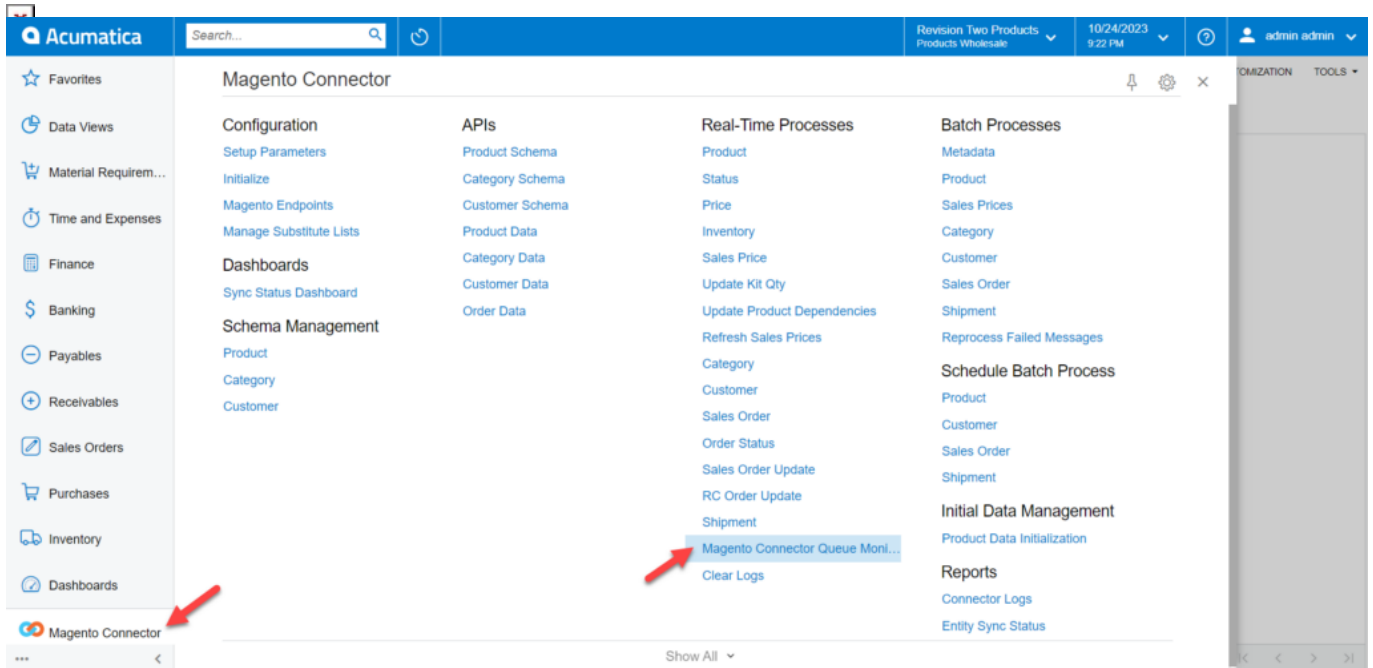 Acumatica
Search...
Revision Two Products
Products Wholesale
10/24/2023
9:22 PM
admin admin
Favorites
Data Views
Material Requirem...
Time and Expenses
Finance
Banking
Payables
Receivables
Sales Orders
Purchases
Inventory
Dashboards
Magento Connector
Magento Connector
Configuration
Setup Parameters
Initialize
Magento Endpoints
Manage Substitute Lists
Dashboards
Sync Status Dashboard
Schema Management
Product
Category
Customer
APIs
Product Schema
Category Schema
Customer Schema
Product Data
Category Data
Customer Data
Order Data
Real-Time Processes
Product
Status
Price
Inventory
Sales Price
Update Kit Qty
Update Product Dependencies
Refresh Sales Prices
Category
Customer
Sales Order
Order Status
Sales Order Update
RC Order Update
Shipment
Magento Connector Queue Moni...
Clear Logs
Batch Processes
Metadata
Product
Sales Prices
Category
Customer
Sales Order
Shipment
Reprocess Failed Messages
Schedule Batch Process
Product
Customer
Sales Order
Shipment
Initial Data Management
Product Data Initialization
Reports
Connector Logs
Entity Sync Status
Show All
OMIZATION
TOOLS